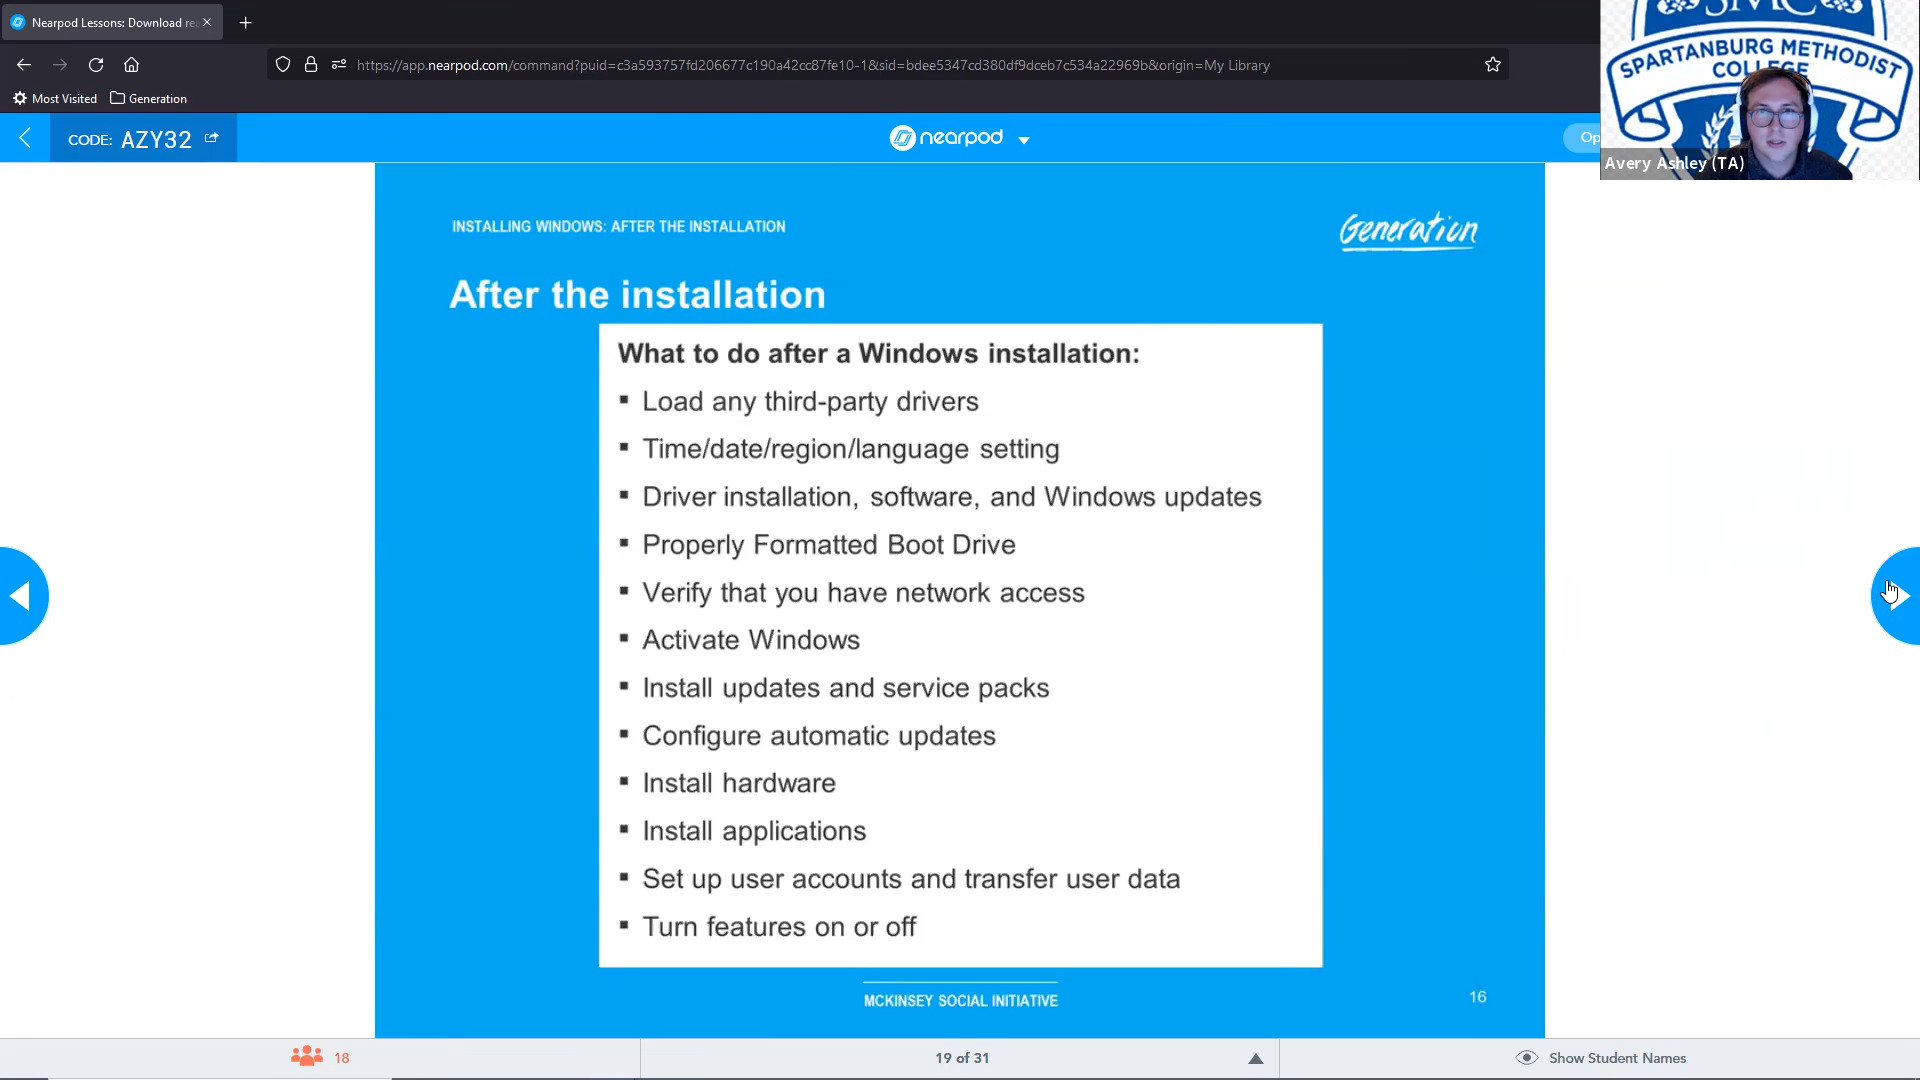 Nearpod Lessons: Download rea
https://app.nearpod.com/command?puid=c3a593757fd206677c190a42cc87fe10-1&sid=bdee5347cd380df9dceb7c534a22969b&origin=My Library
Most Visited
Generation
CODE: AZY32
nearpod
Op
SMC
SPARTANBURG METHODIST
COLLEGE
Avery Ashley (TA)
INSTALLING WINDOWS: AFTER THE INSTALLATION
Generation
After the installation
What to do after a Windows installation:
▪ Load any third-party drivers
▪ Time/date/region/language setting
▪ Driver installation, software, and Windows updates
▪ Properly Formatted Boot Drive
▪ Verify that you have network access
▪ Activate Windows
▪ Install updates and service packs
▪ Configure automatic updates
▪ Install hardware
▪ Install applications
▪ Set up user accounts and transfer user data
▪ Turn features on or off
MCKINSEY SOCIAL INITIATIVE
16
18
19 of 31
Show Student Names